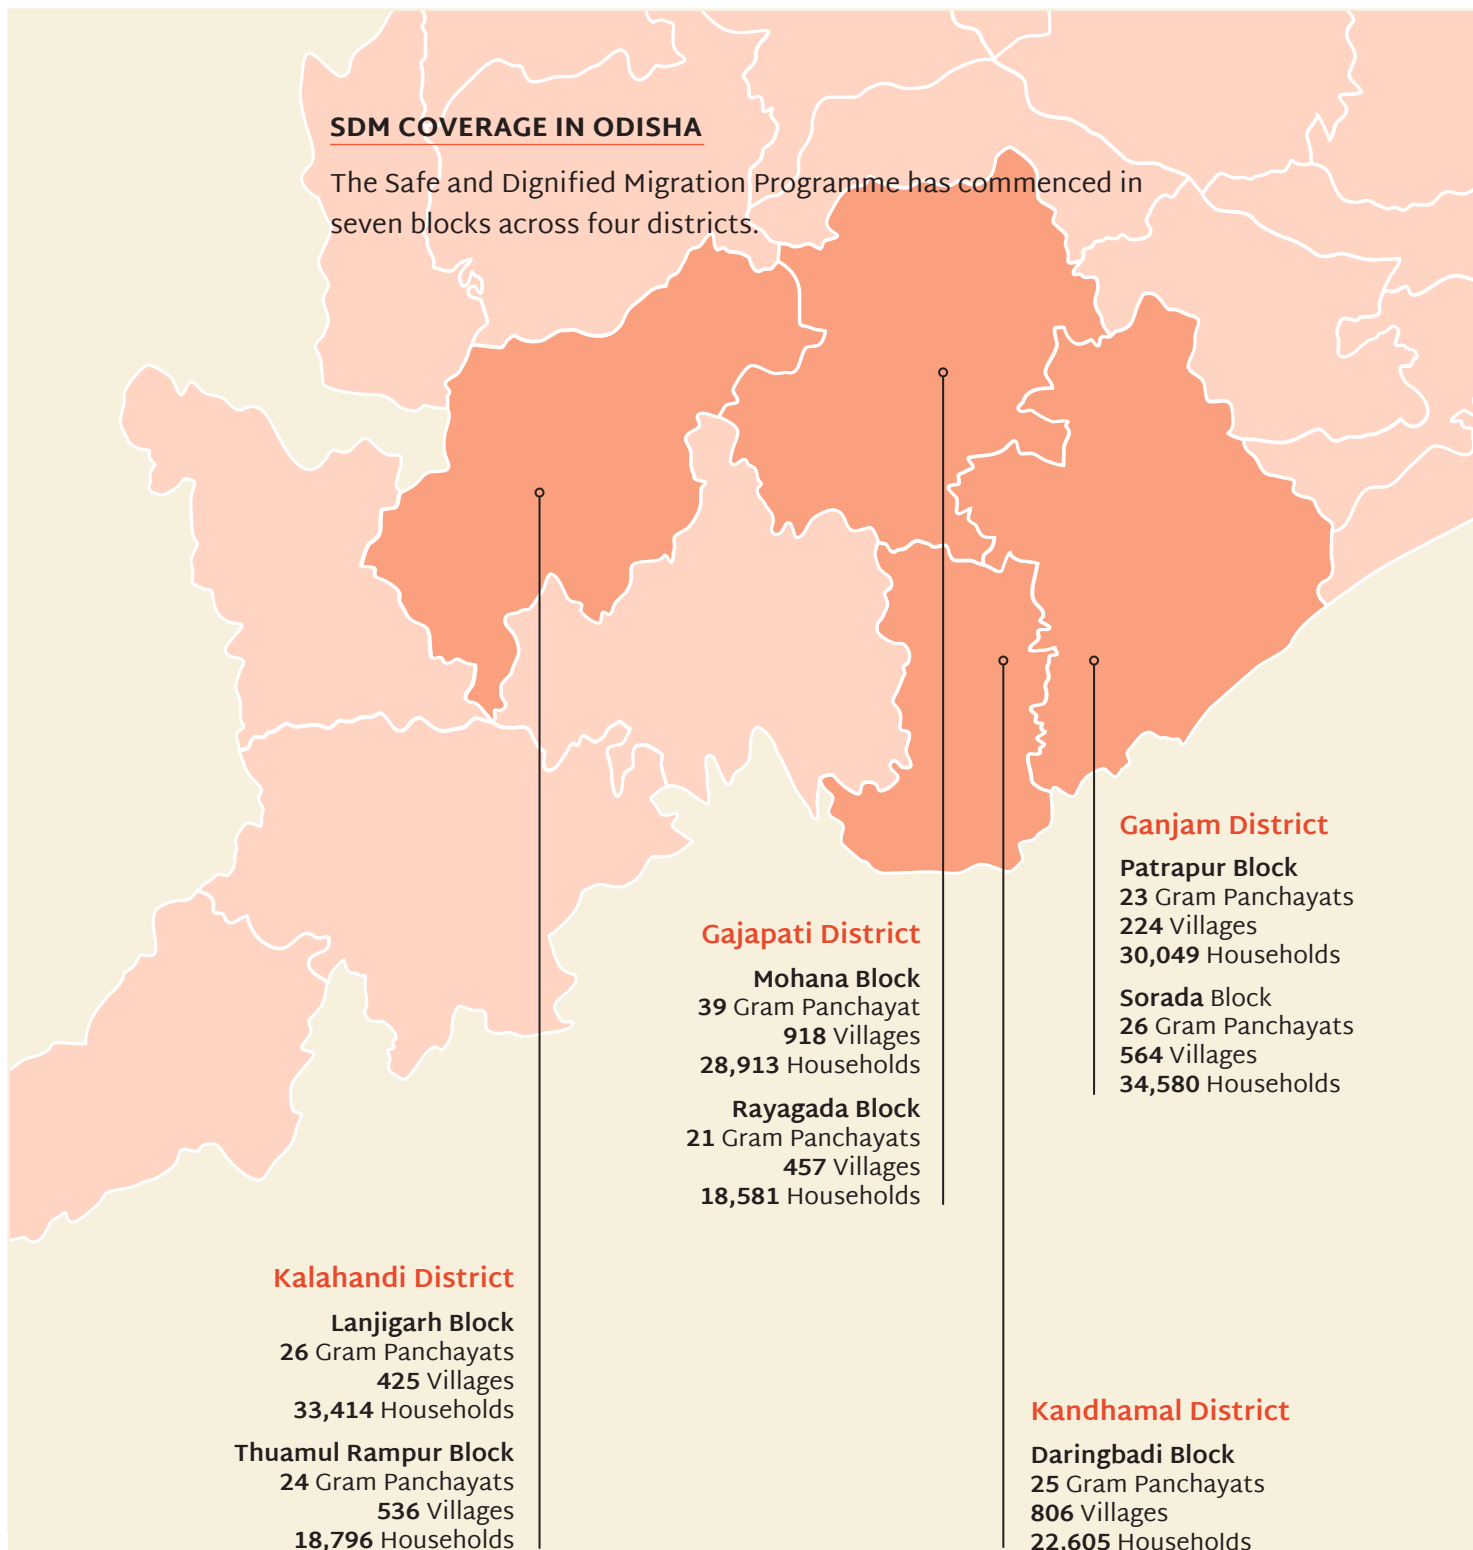 SDM COVERAGE IN ODISHA
The Safe and Dignified Migration Programme has commenced in
seven blocks across four districts.
Ganjam District
Patrapur Block
23 Gram Panchayats
224 Villages
30,049 Households
Sorada Block
26 Gram Panchayats
564 Villages
34,580 Households
Gajapati District
Mohana Block
39 Gram Panchayat
918 Villages
28,913 Households
Rayagada Block
21 Gram Panchayats
457 Villages
18,581 Households
Kalahandi District
Lanjigarh Block
26 Gram Panchayats
425 Villages
33,414 Households
Thuamul Rampur Block
24 Gram Panchayats
536 Villages
18,796 Households
Kandhamal District
Daringbadi Block
25 Gram Panchayats
806 Villages
22,605 Households